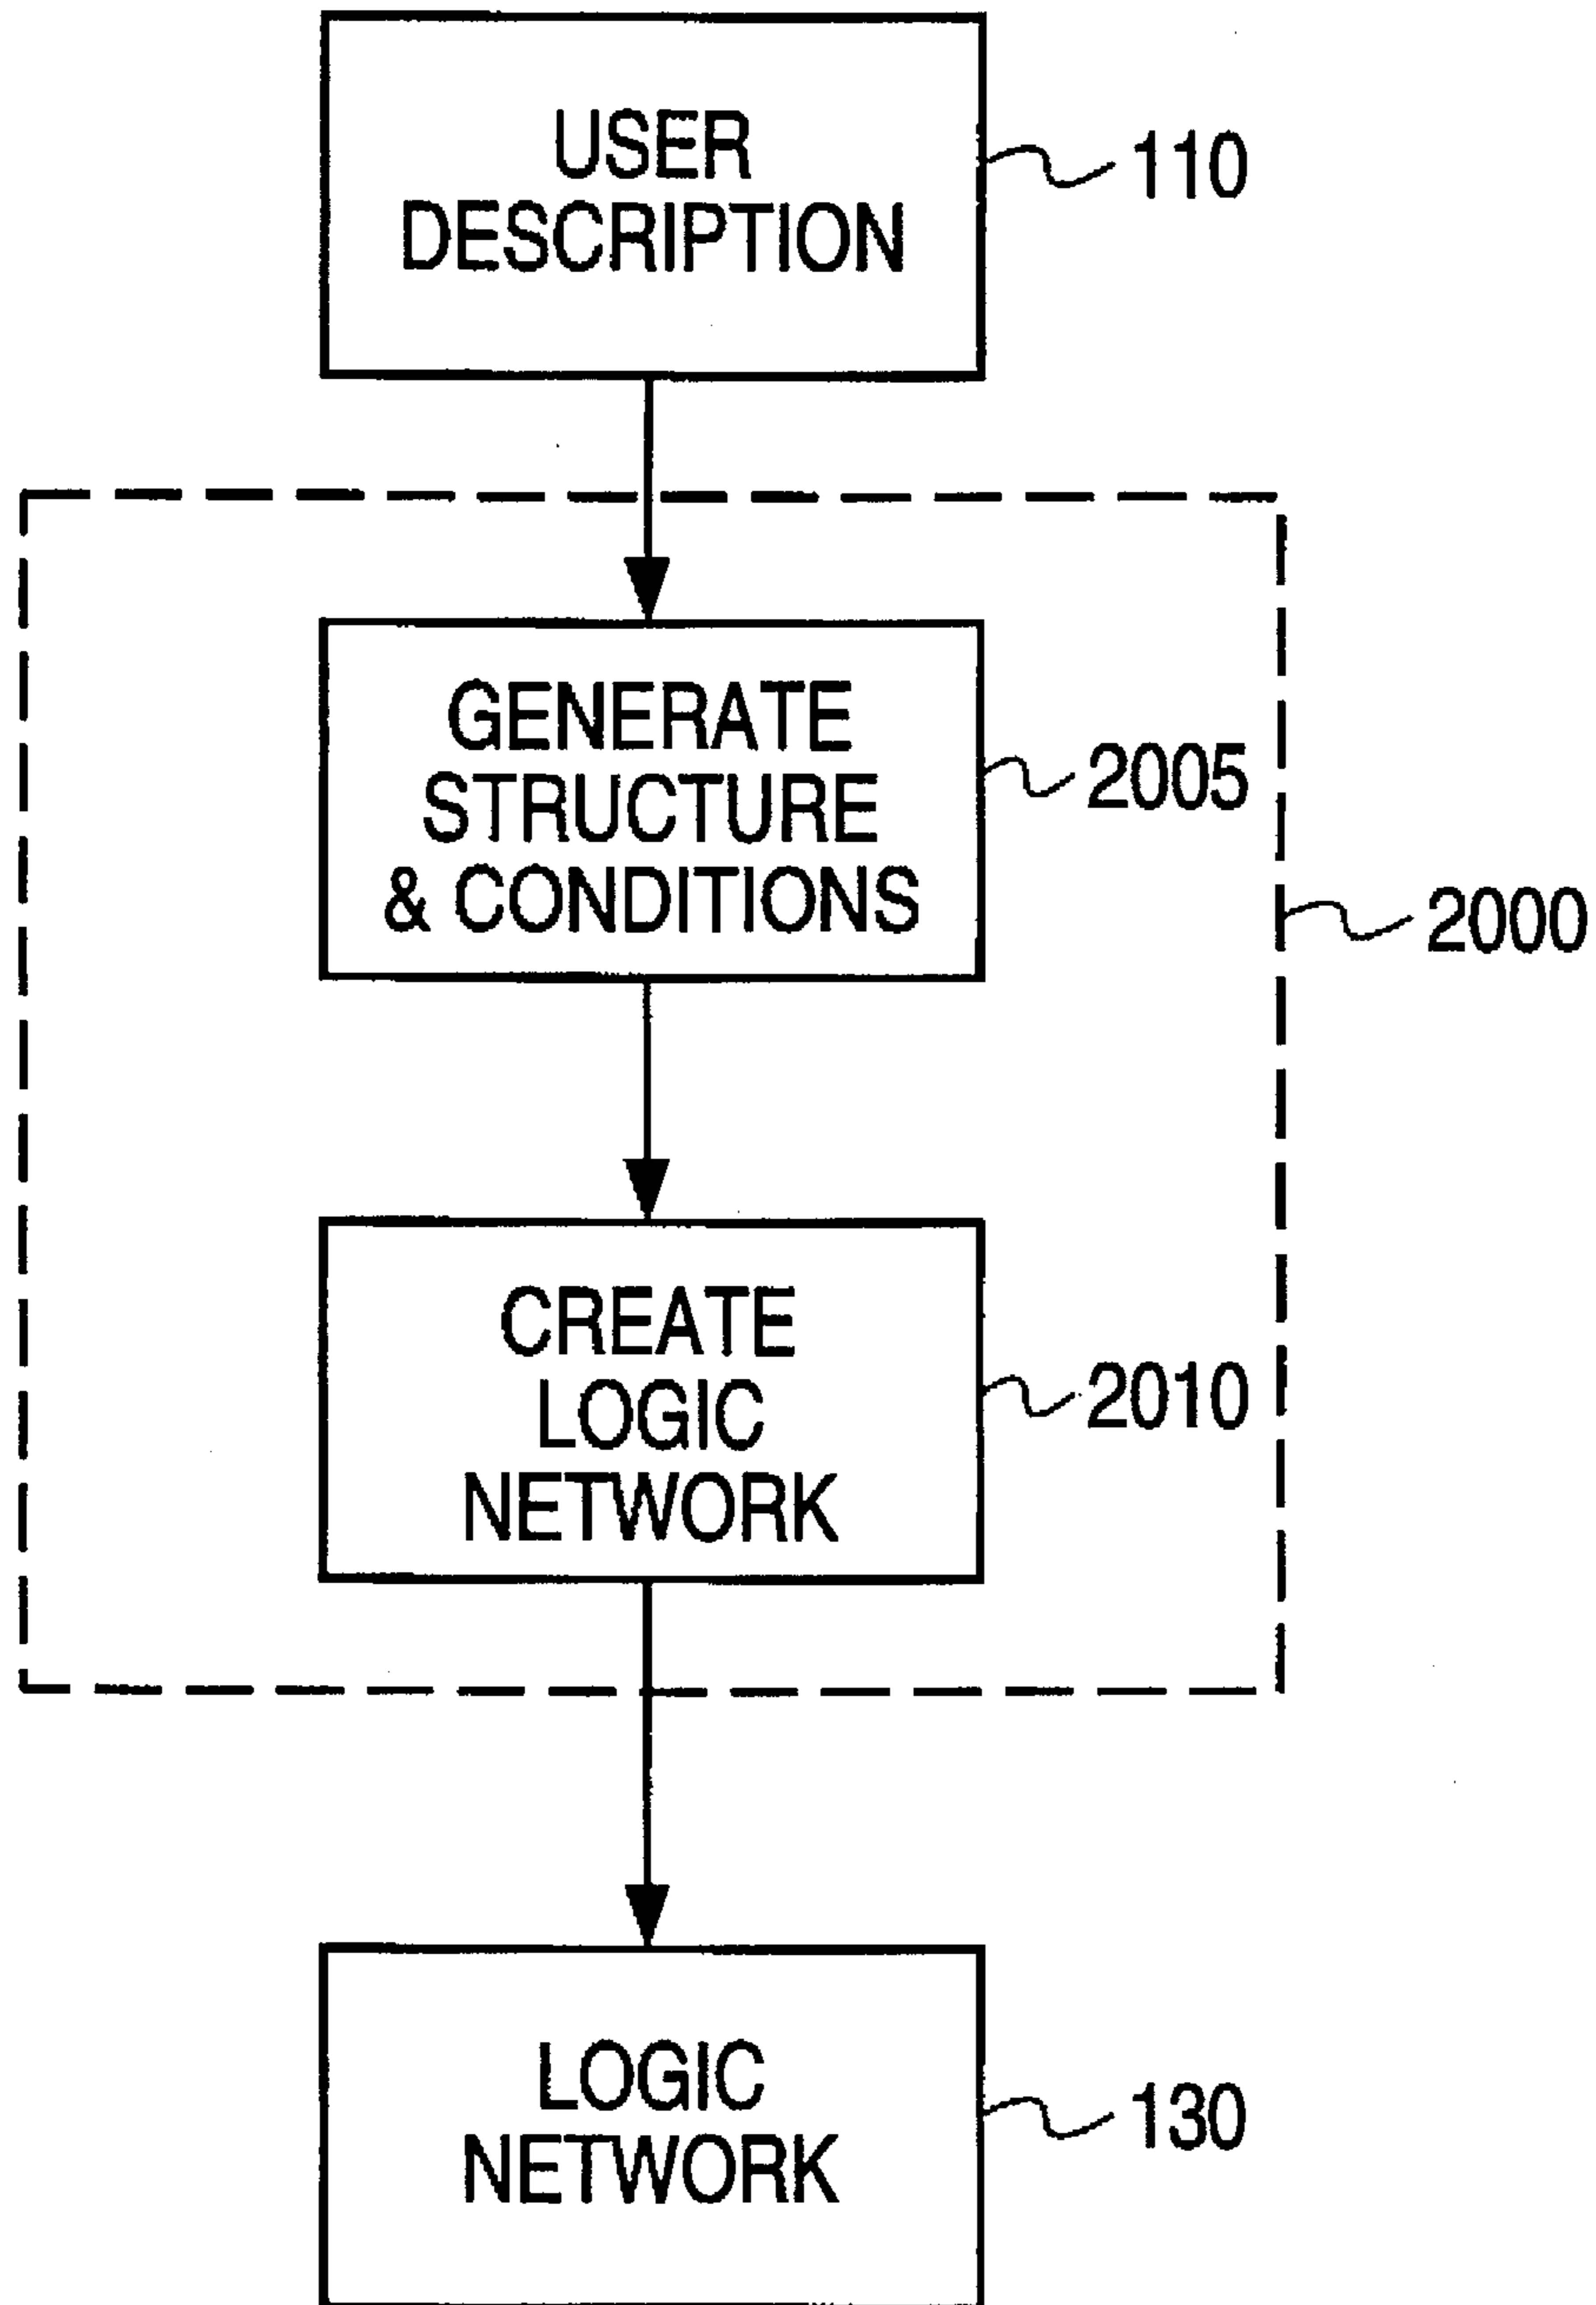 USER
DESCRIPTION
110
GENERATE
STRUCTURE
& CONDITIONS
2005
2000
CREATE
LOGIC
NETWORK
2010
LOGIC
NETWORK
130